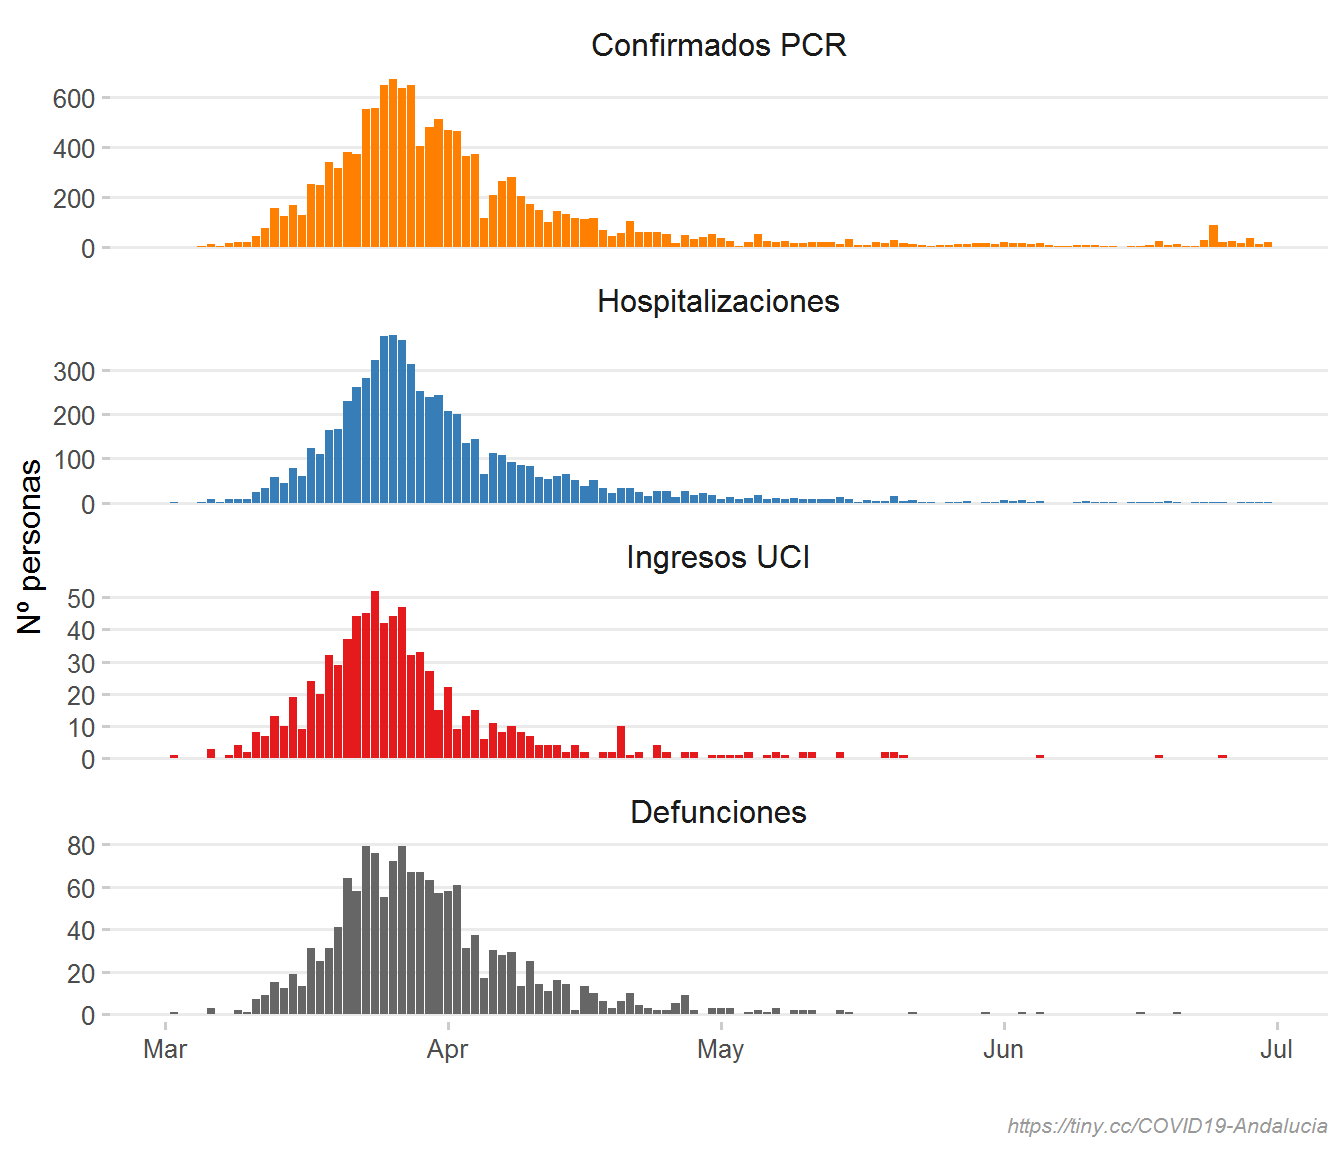 Confirmados PCR
600
400
200
0
Hospitalizaciones
300
200
100
0
Nº personas
Ingresos UCI
50
40
30
20
10
0
Defunciones
80
60
40
20
0
Mar Apr May Jun Jul
https://tiny.cc/COVID19-Andalucia